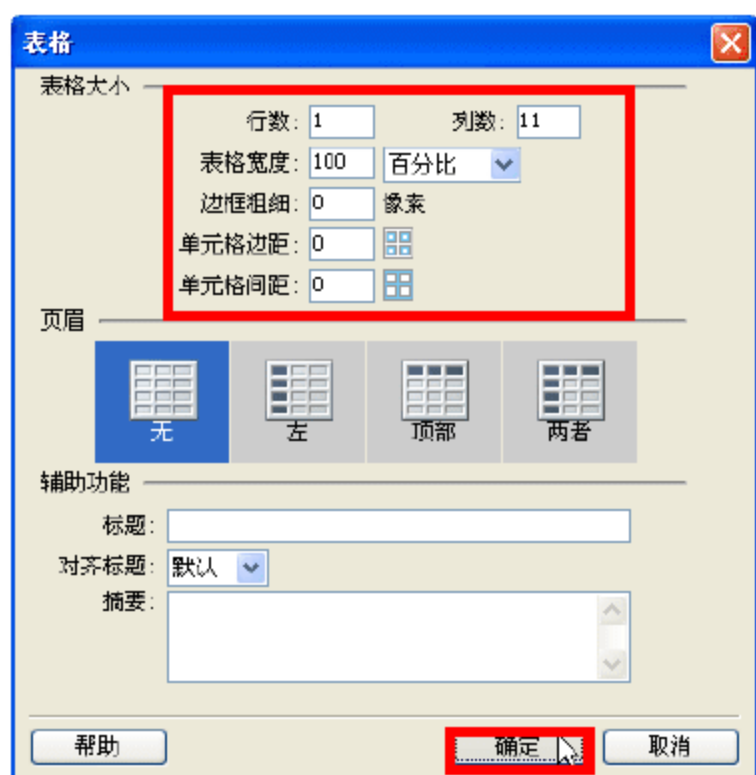 表格
表格大小
行数: 1 列数: 11
表格宽度: 100 百分比
边框粗细: 0 像素
单元格边距: 0
单元格间距: 0
页眉
无 左 顶部 两者
辅助功能
标题:
对齐标题: 默认
摘要:
帮助 确定 取消